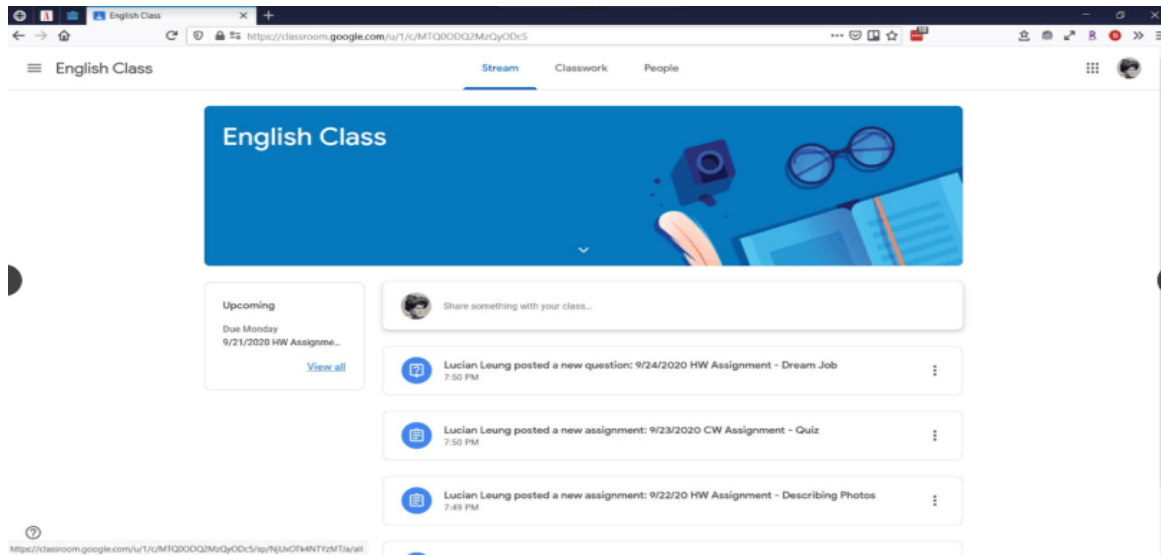 English Class
https://classroom.google.com/u/1/c/MTQ0ODQ2MzQyODc5
10
English Class
Stream
Classwork
People
English Class
Upcoming
Due Monday
9/21/2020 HW Assignme...
View all
Share something with your class...
Lucian Leung posted a new question: 9/24/2020 HW Assignment - Dream Job
7:50 PM
Lucian Leung posted a new assignment: 9/23/2020 CW Assignment - Quiz
7:50 PM
Lucian Leung posted a new assignment: 9/22/20 HW Assignment - Describing Photos
7:49 PM